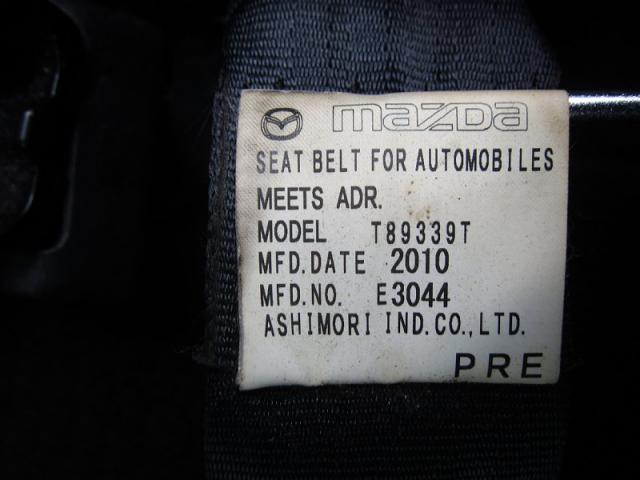 mazda
SEAT BELT FOR AUTOMOBILES
MEETS ADR.
MODEL T89339T
MFD.DATE 2010
MFD.NO. E3044
ASHIMORI IND.CO.,LTD.
PRE